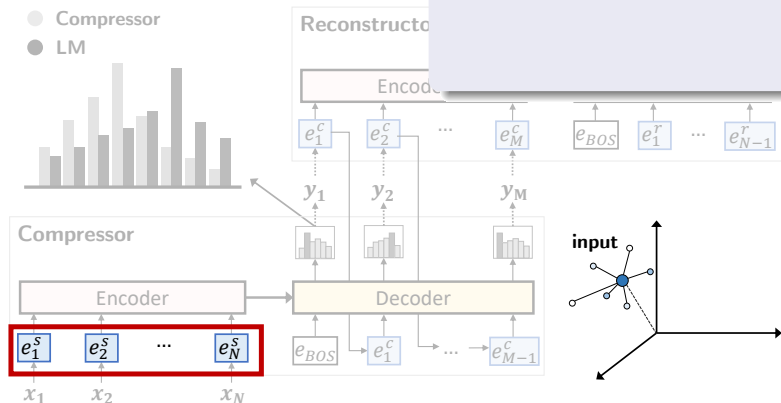 Compressor
LM
Reconstructo
Encod
e_1^c e_2^c ... e_M^c e_BOS e_1^r ... e_{N-1}^r
y_1 y_2 y_M
Compressor
input
Encoder Decoder
e_1^s e_2^s ... e_N^s e_BOS e_1^c ... e_{M-1}^c
x_1 x_2 x_N